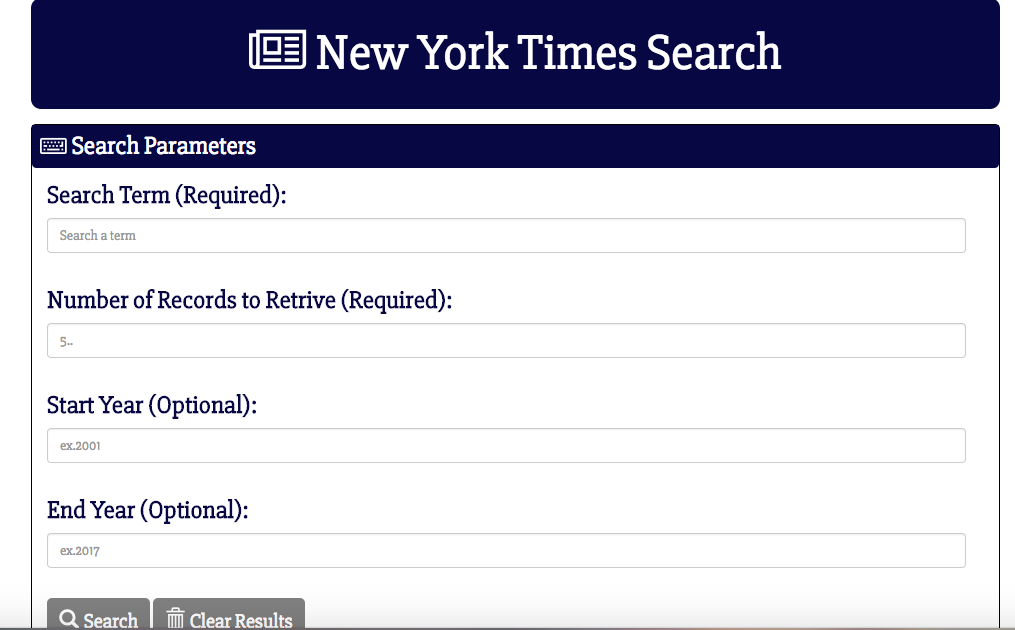 New York Times Search
Search Parameters
Search Term (Required):
Search a term
Number of Records to Retrive (Required):
5..
Start Year (Optional):
ex.2001
End Year (Optional):
ex.2017
Search Clear Results